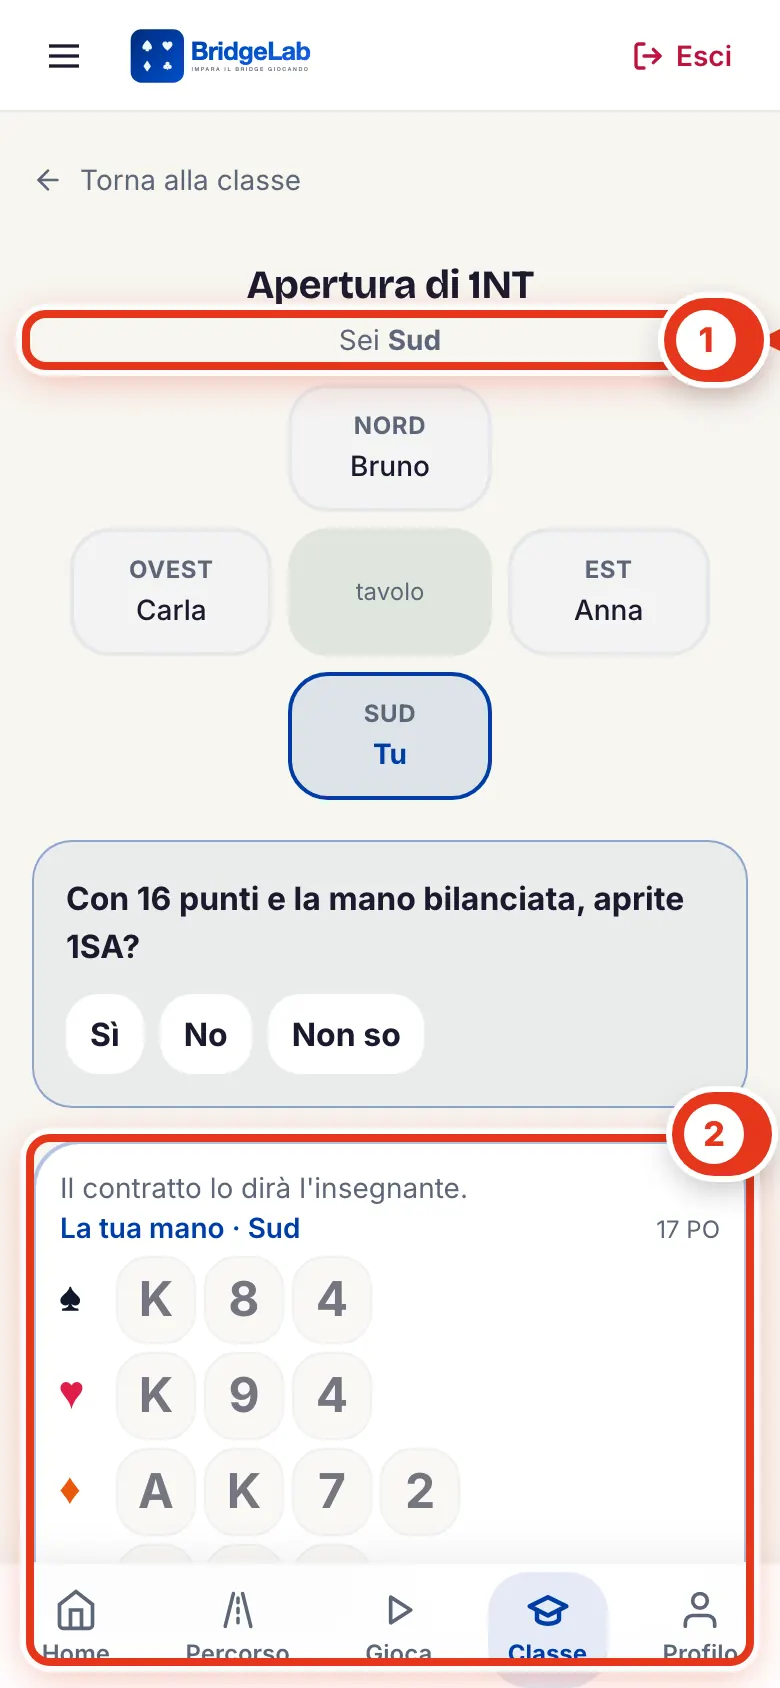 BridgeLab
IMPARA IL BRIDGE GIOCANDO
Esci
Torna alla classe
Apertura di 1NT
Sei Sud
1
NORD
Bruno
OVEST
Carla
tavolo
EST
Anna
SUD
Tu
Con 16 punti e la mano bilanciata, aprite
1SA?
Sì
No
Non so
2
Il contratto lo dirà l'insegnante.
La tua mano · Sud
17 PO
♠ K 8 4
♥ K 9 4
♦ A K 7 2
Home
Percorso
Gioca
Classe
Profilo